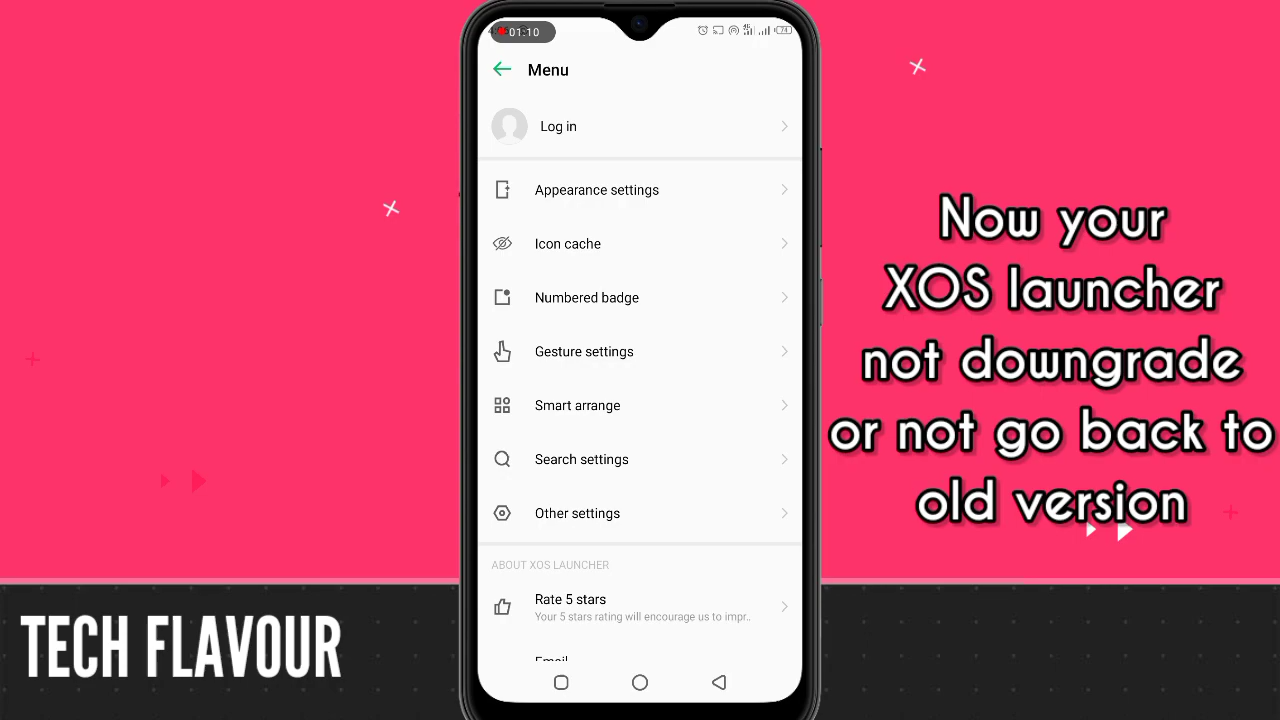 01:10
74
Menu
Log in
Appearance settings
Icon cache
Numbered badge
Gesture settings
Smart arrange
Search settings
Other settings
ABOUT XOS LAUNCHER
Rate 5 stars
Your 5 stars rating will encourage us to impr..
Email
Now your
XOS launcher
not downgrade
or not go back to
old version
TECH FLAVOUR